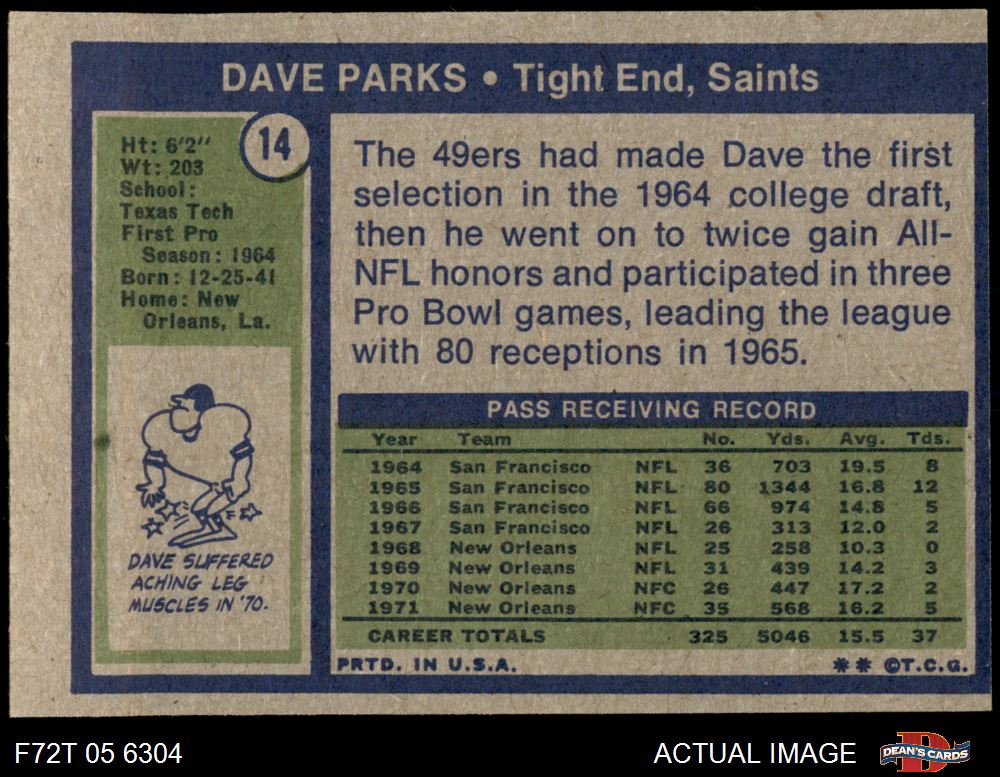 DAVE PARKS • Tight End, Saints
14
Ht: 6'2''
Wt: 203
School:
Texas Tech
First Pro
Season: 1964
Born: 12-25-41
Home: New
Orleans, La.
DAVE SUFFERED
ACHING LEG
MUSCLES IN '70.
The 49ers had made Dave the first
selection in the 1964 college draft,
then he went on to twice gain All-
NFL honors and participated in three
Pro Bowl games, leading the league
with 80 receptions in 1965.
PASS RECEIVING RECORD
Year Team No. Yds. Avg. Tds.
1964 San Francisco NFL 36 703 19.5 8
1965 San Francisco NFL 80 1344 16.8 12
1966 San Francisco NFL 66 974 14.8 5
1967 San Francisco NFL 26 313 12.0 2
1968 New Orleans NFL 25 258 10.3 0
1969 New Orleans NFL 31 439 14.2 3
1970 New Orleans NFC 26 447 17.2 2
1971 New Orleans NFC 35 568 16.2 5
CAREER TOTALS 325 5046 15.5 37
PRTD. IN U.S.A. ** ©T.C.G.
F72T 05 6304 ACTUAL IMAGE DEAN'S CARDS